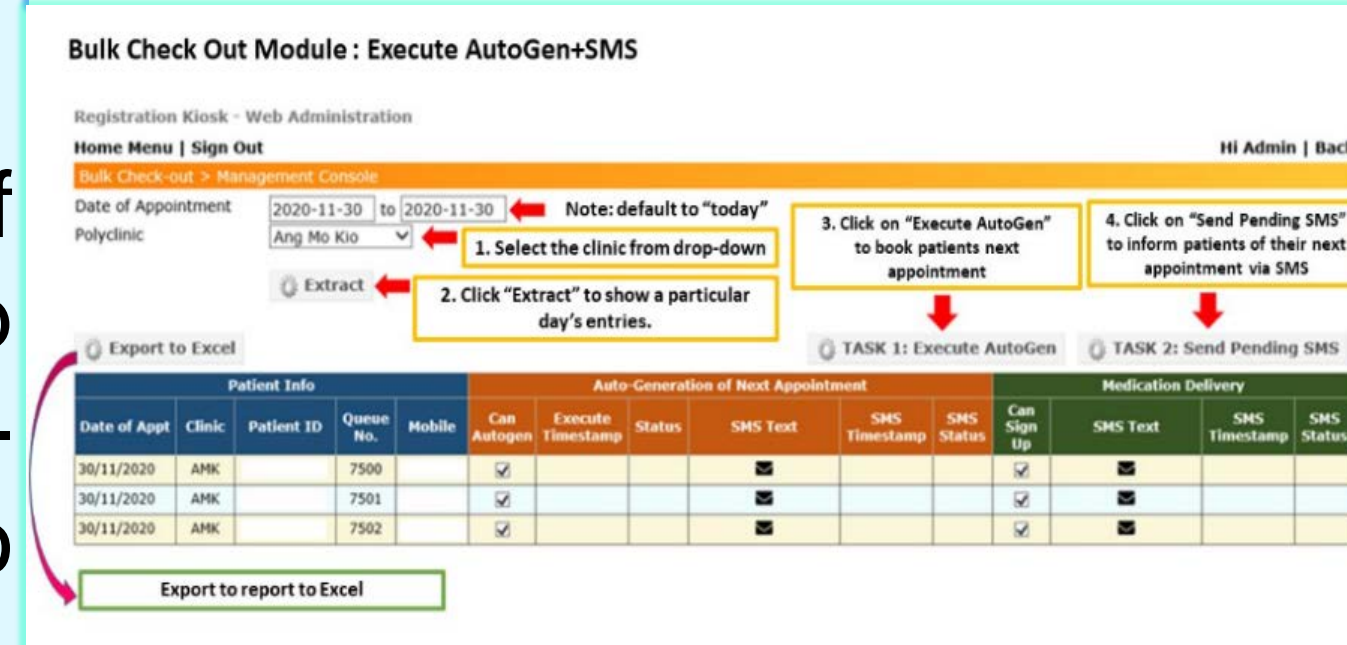 Bulk Check Out Module : Execute AutoGen+SMS
Registration Kiosk - Web Administration
Home Menu | Sign Out
Hi Admin | Back
Bulk Check-out > Management Console
Date of Appointment 2020-11-30 to 2020-11-30 Note: default to “today”
Polyclinic Ang Mo Kio
1. Select the clinic from drop-down
Extract
2. Click “Extract” to show a particular
day’s entries.
3. Click on “Execute AutoGen”
to book patients next
appointment
4. Click on “Send Pending SMS”
to inform patients of their next
appointment via SMS
Export to Excel
TASK 1: Execute AutoGen
TASK 2: Send Pending SMS
Patient Info Auto-Generation of Next Appointment Medication Delivery
Date of Appt Clinic Patient ID Queue No. Mobile Can Autogen Execute Timestamp Status SMS Text SMS Timestamp SMS Status Can Sign Up SMS Text SMS Timestamp SMS Status
30/11/2020 AMK 7500
30/11/2020 AMK 7501
30/11/2020 AMK 7502
Export to report to Excel